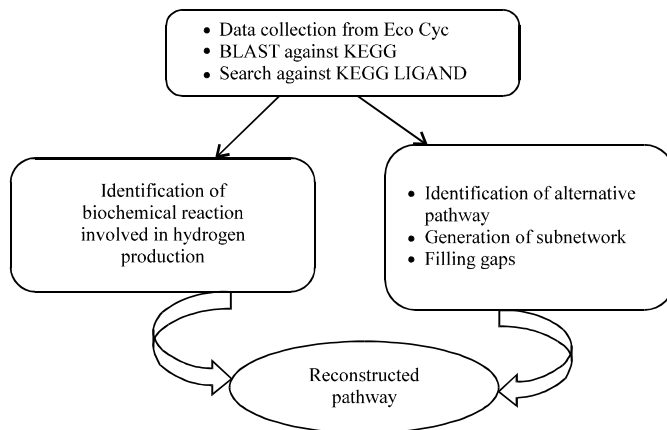 • Data collection from Eco Cyc
• BLAST against KEGG
• Search against KEGG LIGAND
Identification of
biochemical reaction
involved in hydrogen
production
• Identification of alternative
pathway
• Generation of subnetwork
• Filling gaps
Reconstructed
pathway